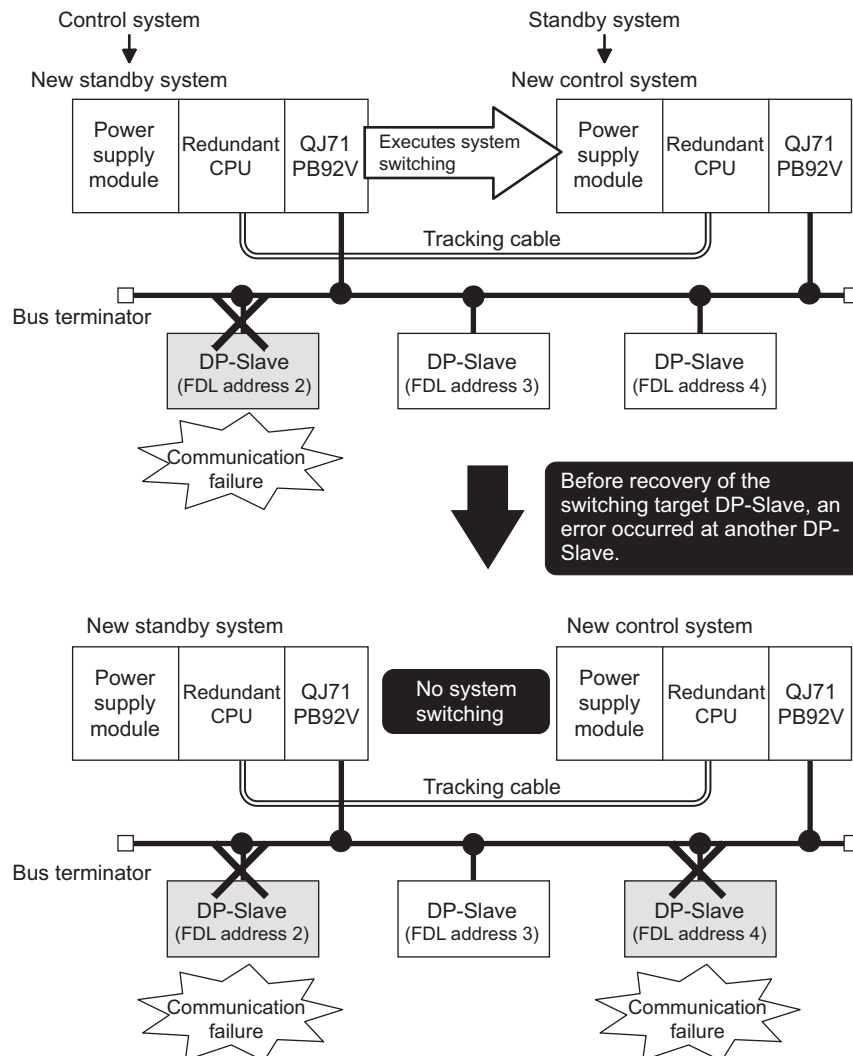 Control system
Standby system
New standby system
New control system
Power
supply
module
Redundant
CPU
QJ71
PB92V
Executes system
switching
Power
supply
module
Redundant
CPU
QJ71
PB92V
Tracking cable
Bus terminator
DP-Slave
(FDL address 2)
DP-Slave
(FDL address 3)
DP-Slave
(FDL address 4)
Communication
failure
Before recovery of the
switching target DP-Slave, an
error occurred at another DP-
Slave.
New standby system
New control system
Power
supply
module
Redundant
CPU
QJ71
PB92V
No system
switching
Power
supply
module
Redundant
CPU
QJ71
PB92V
Tracking cable
Bus terminator
DP-Slave
(FDL address 2)
DP-Slave
(FDL address 3)
DP-Slave
(FDL address 4)
Communication
failure
Communication
failure